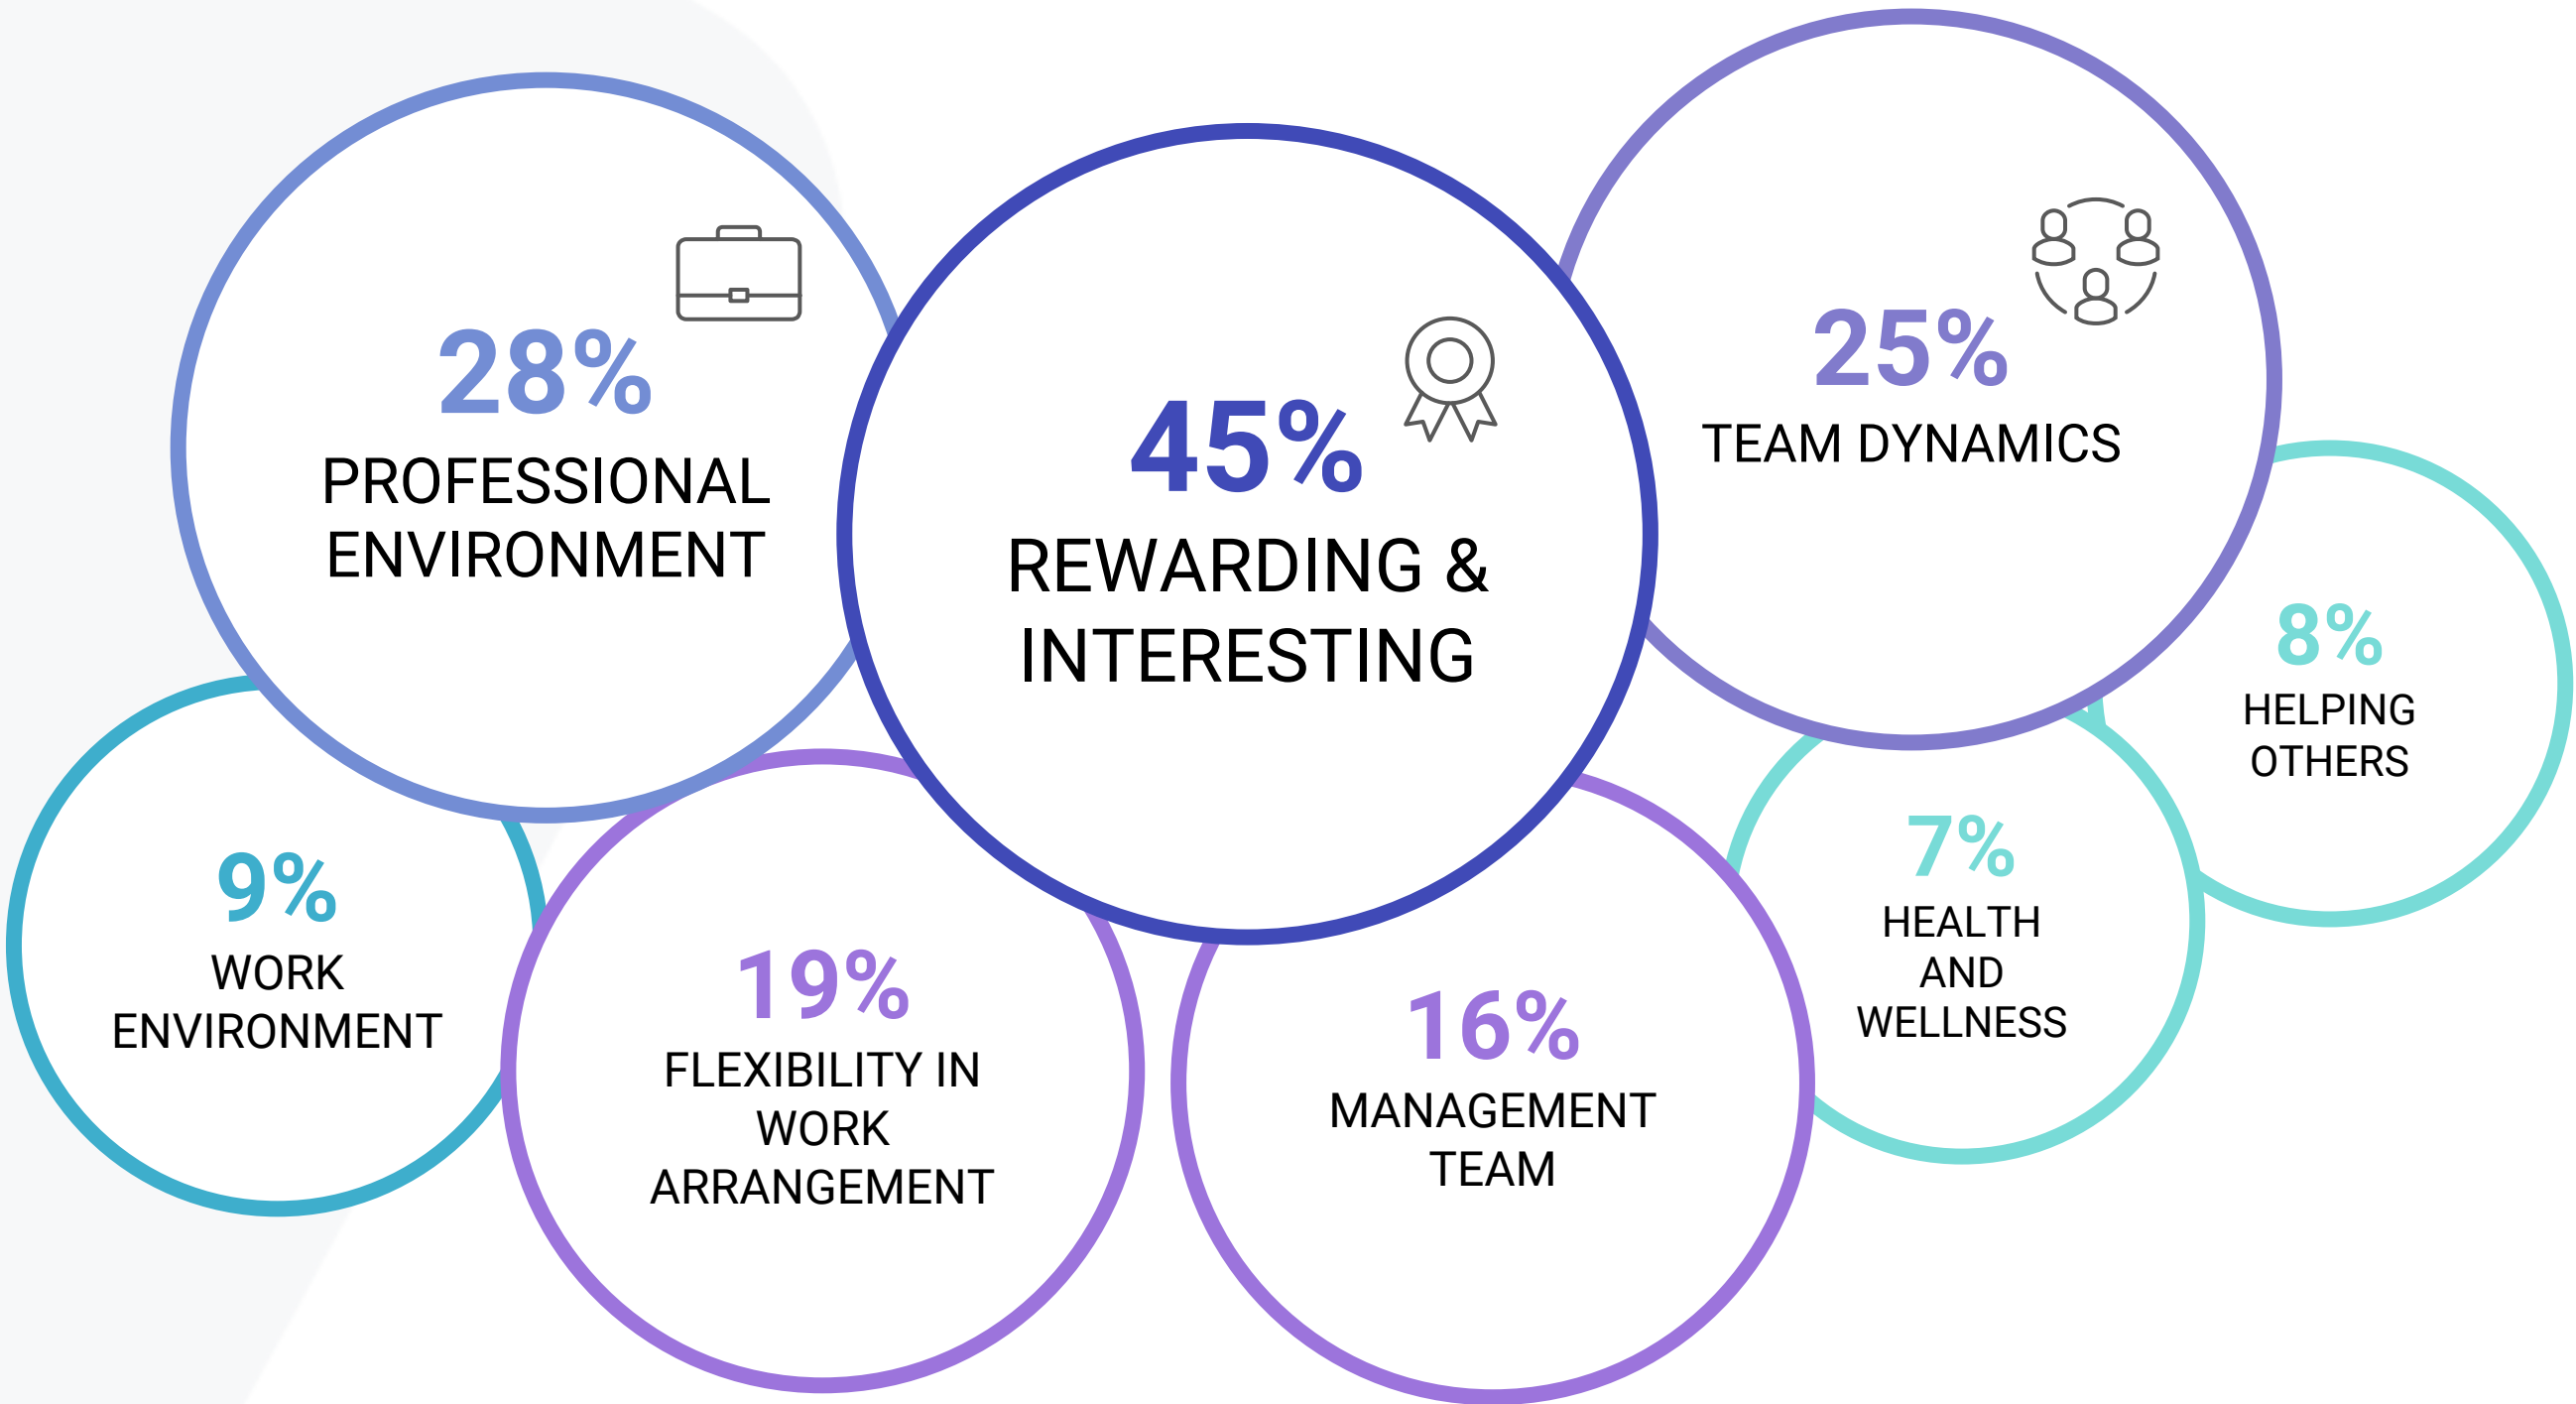 28%
PROFESSIONAL
ENVIRONMENT
45%
REWARDING &
INTERESTING
25%
TEAM DYNAMICS
8%
HELPING
OTHERS
9%
WORK
ENVIRONMENT
19%
FLEXIBILITY IN
WORK
ARRANGEMENT
16%
MANAGEMENT
TEAM
7%
HEALTH
AND
WELLNESS